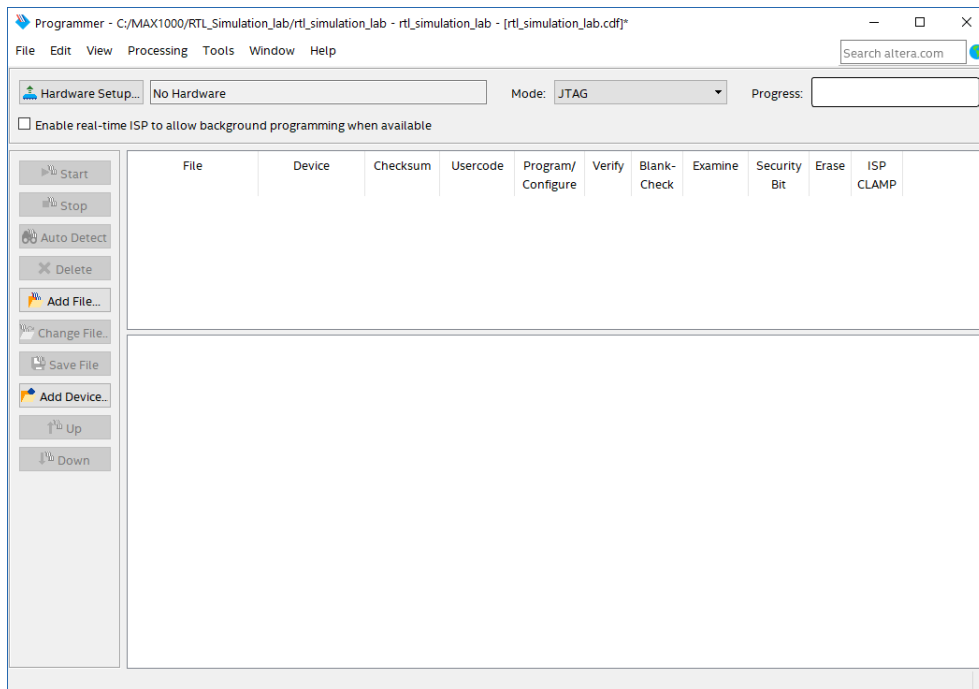 Programmer - C:/MAX1000/RTL_Simulation_lab/rtl_simulation_lab - rtl_simulation_lab - [rtl_simulation_lab.cdf]*
File Edit View Processing Tools Window Help
Search altera.com
Hardware Setup... No Hardware Mode: JTAG Progress:
Enable real-time ISP to allow background programming when available
File Device Checksum Usercode Program/ Verify Blank- Examine Security Erase ISP
Configure Check Bit CLAMP
Start
Stop
Auto Detect
Delete
Add File...
Change File..
Save File
Add Device..
Up
Down